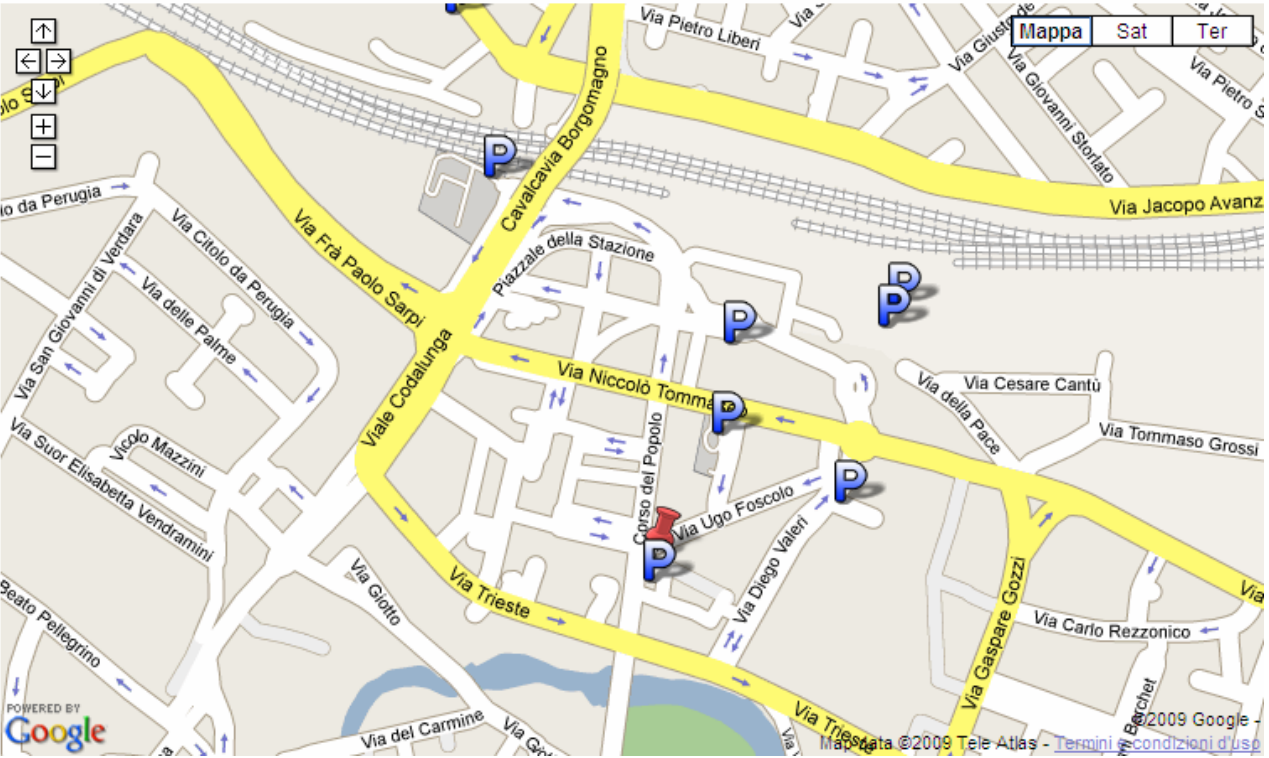 Via Pietro Liberi
Mappa
Sat
Ter
Via Giovanni Storlato
Cavalcavia Borgomagno
Via Jacopo Avanz
io da Perugia
Via Citolo da Perugia
Via Frà Paolo Sarpi
Piazzale della Stazione
Via San Giovanni di Verdara
Via delle Palme
P
P
P
P
P
P
P
Viale Codalunga
Via Niccolò Tommaseo
Via della Pace
Via Cesare Cantù
Via Tommaso Grossi
Vicolo Mazzini
Via Suor Elisabetta Vendramini
Corso del Popolo
Via Ugo Foscolo
Via Diego Valeri
Via Gaspare Gozzi
Via Giotto
Via Trieste
Via
Via Carlo Rezzonico
Beato Pellegrino
Via del Carmine
Via Trieste
POWERED BY
Google
©2009 Google -
Map data ©2009 Tele Atlas - Termini e condizioni d'uso